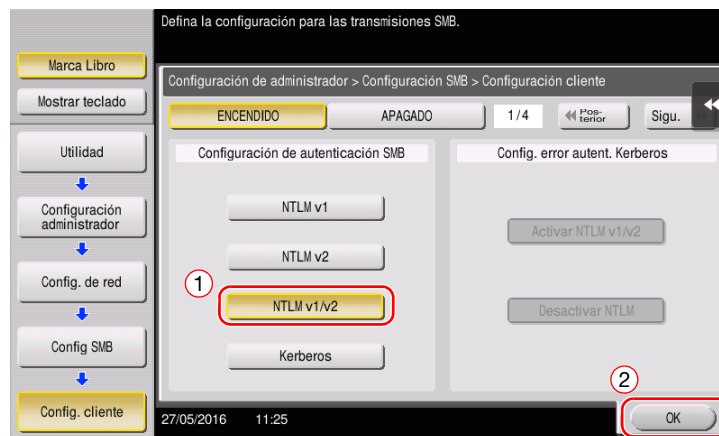 Defina la configuración para las transmisiones SMB.
Marca Libro
Mostrar teclado
Utilidad
Configuración
administrador
Config. de red
Config SMB
Config. cliente
Configuración de administrador > Configuración SMB > Configuración cliente
ENCENDIDO
APAGADO
1/4
Pos-
terior
Sigu.
Configuración de autenticación SMB
Config. error autent. Kerberos
NTLM v1
NTLM v2
1
NTLM v1/v2
Kerberos
Activar NTLM v1/v2
Desactivar NTLM
2
27/05/2016 11:25
OK